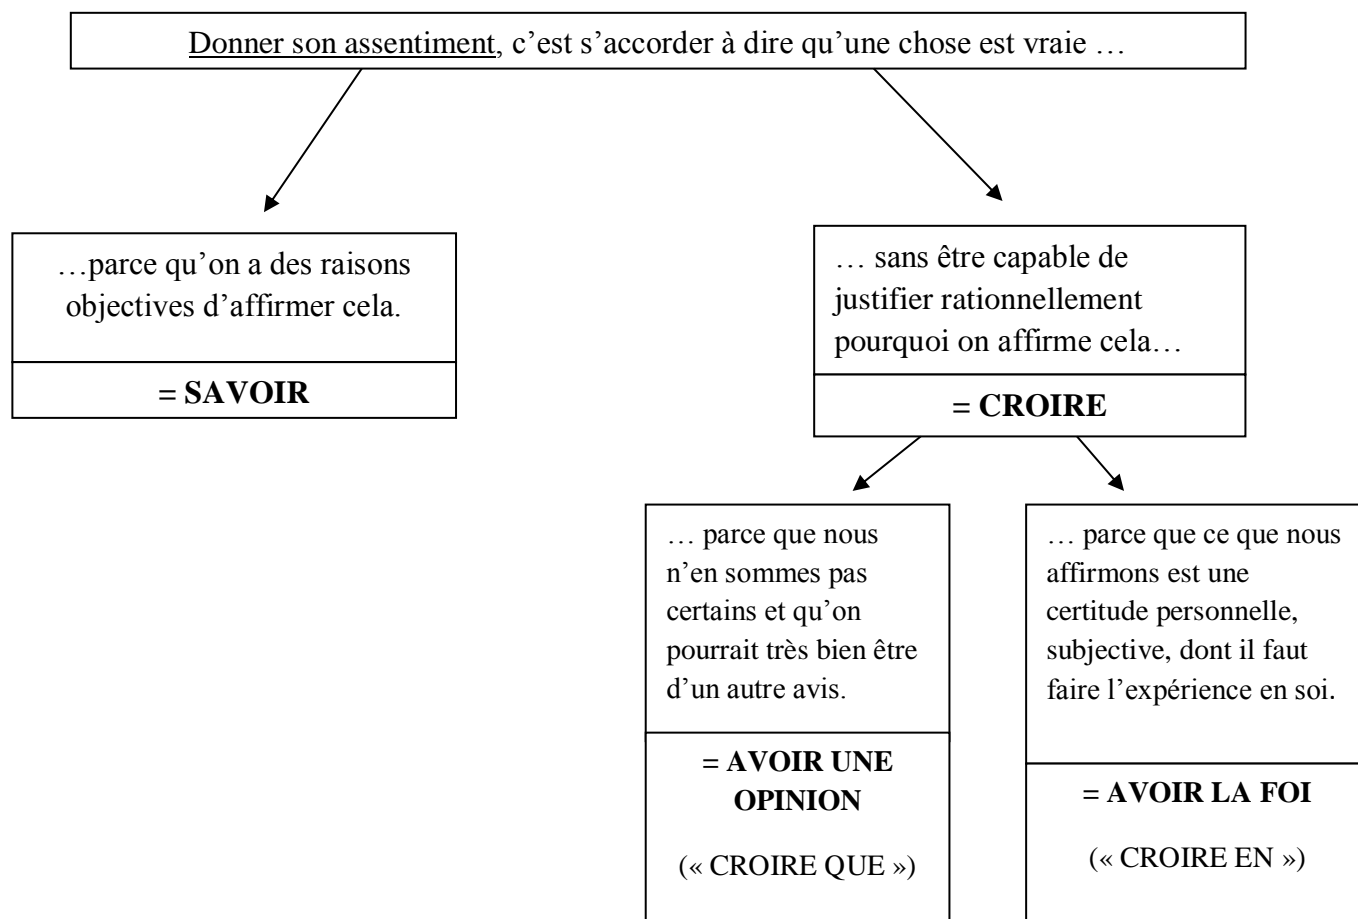 Donner son assentiment, c’est s’accorder à dire qu’une chose est vraie …
…parce qu’on a des raisons
objectives d’affirmer cela.
= SAVOIR
… sans être capable de
justifier rationnellement
pourquoi on affirme cela…
= CROIRE
… parce que nous
n’en sommes pas
certains et qu’on
pourrait très bien être
d’un autre avis.
= AVOIR UNE
OPINION
(« CROIRE QUE »)
… parce que ce que nous
affirmons est une
certitude personnelle,
subjective, dont il faut
faire l’expérience en soi.
= AVOIR LA FOI
(« CROIRE EN »)